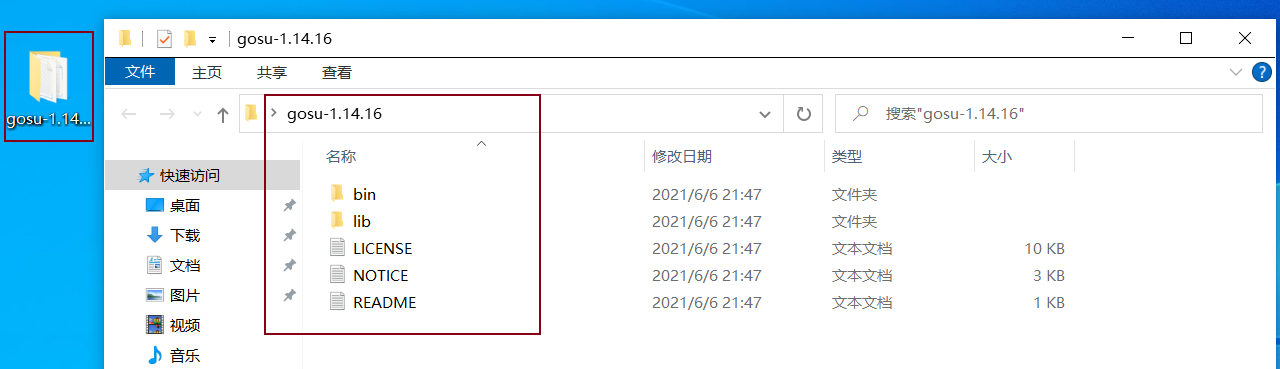 gosu-1.14...
gosu-1.14.16
文件 主页 共享 查看
gosu-1.14.16 搜索"gosu-1.14.16"
名称 修改日期 类型 大小
快速访问
桌面
下载
文档
图片
视频
音乐
bin 2021/6/6 21:47 文件夹
lib 2021/6/6 21:47 文件夹
LICENSE 2021/6/6 21:47 文本文档 10 KB
NOTICE 2021/6/6 21:47 文本文档 3 KB
README 2021/6/6 21:47 文本文档 1 KB